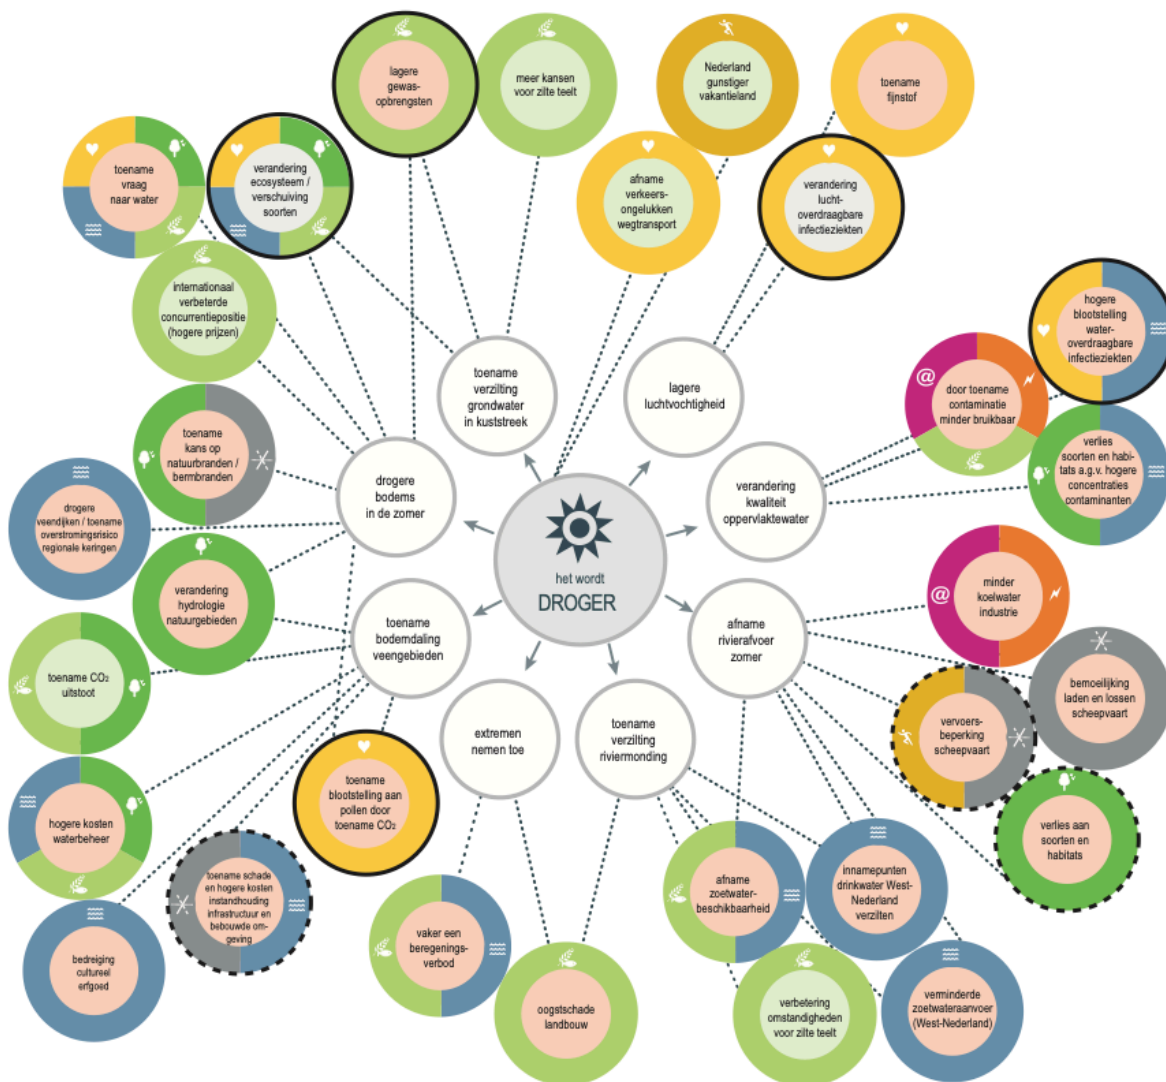 lagere
gewas-
opbrengsten
meer kansen
voor zilte teelt
Nederland
gunstiger
vakantieland
toename
fijnstof
toename
vraag
naar water
verandering
ecosysteem /
verschuiving
soorten
afname
verkeers-
ongelukken
wegtransport
verandering
lucht-
overdraagbare
infectieziekten
internationaal
verbeterde
concurrentiepositie
(hogere prijzen)
hogere
blootstelling
water-
overdraagbare
infectieziekten
toename
verzilting
grondwater
in kuststreek
lagere
luchtvochtigheid
@
door toename
contaminatie
minder bruikbaar
toename
kans op
natuurbranden /
bermbranden
drogere
bodems
in de zomer
verandering
kwaliteit
oppervlaktewater
verlies
soorten en habi-
tats a.g.v. hogere
concentraties
contaminanten
drogere
veendijken / toename
overstromingsrisico
regionale keringen
het wordt
DROGER
verandering
hydrologie
natuurgebieden
toename
bodemdaling
veengebieden
afname
rivierafvoer
zomer
@
minder
koelwater
industrie
toename CO2
uitstoot
bemoeilijking
laden en lossen
scheepvaart
vervoers-
beperking
scheepvaart
extremen
nemen toe
toename
verzilting
riviermonding
toename
blootstelling aan
pollen door
toename CO2
hogere kosten
waterbeheer
verlies aan
soorten en
habitats
toename schade
en hogere kosten
instandhouding
infrastructuur en
bebouwde om-
geving
afname
zoetwater-
beschikbaarheid
innamepunten
drinkwater West-
Nederland
verzilten
bedreiging
cultureel
erfgoed
vaker een
beregenings-
verbod
oogstschade
landbouw
verbetering
omstandigheden
voor zilte teelt
verminderde
zoetwateraanvoer
(West-Nederland)